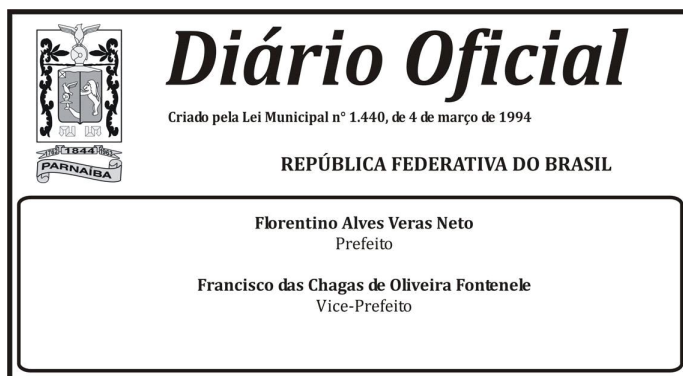 Diário Oficial
Criado pela Lei Municipal n° 1.440, de 4 de março de 1994
1844
PARNAÍBA
REPÚBLICA FEDERATIVA DO BRASIL
Florentino Alves Veras Neto
Prefeito
Francisco das Chagas de Oliveira Fontenele
Vice-Prefeito